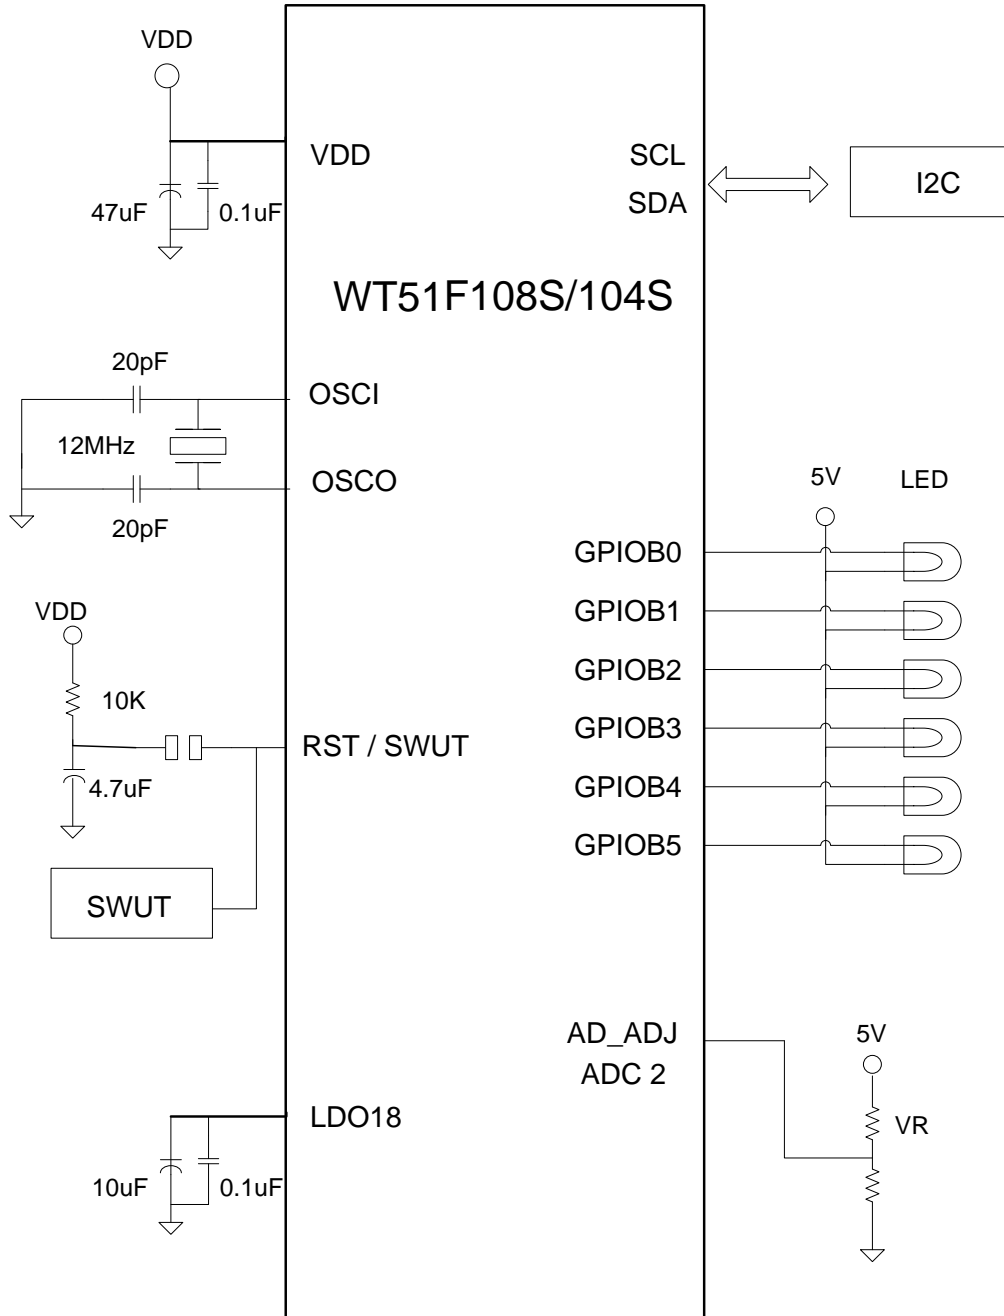 VDD
VDD
SCL
SDA
I2C
47uF
0.1uF
WT51F108S/104S
20pF
OSCI
12MHz
OSCO
20pF
5V
LED
GPIOB0
GPIOB1
GPIOB2
GPIOB3
GPIOB4
GPIOB5
VDD
10K
RST / SWUT
4.7uF
SWUT
AD_ADJ
ADC 2
5V
VR
LDO18
10uF
0.1uF